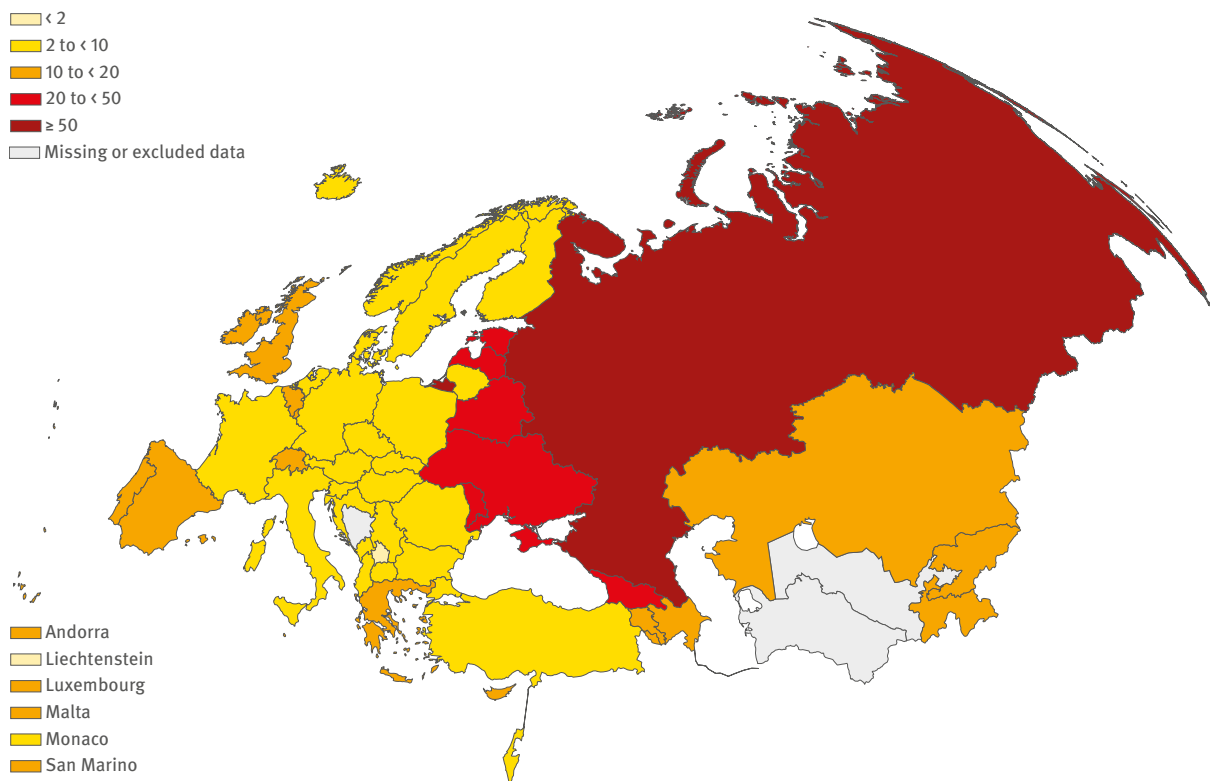 < 2
2 to < 10
10 to < 20
20 to < 50
≥ 50
Missing or excluded data
Andorra
Liechtenstein
Luxembourg
Malta
Monaco
San Marino